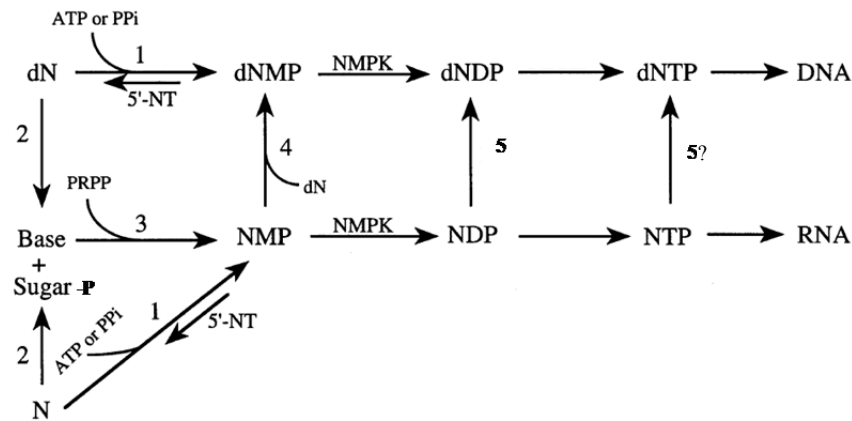 ATP or PPi
1
dN dNMP NMPK dNDP dNTP DNA
5'-NT
2 4 5 5?
dN
PRPP
3
Base NMP NMPK NDP NTP RNA
+
Sugar -P
1
5'-NT
ATP or PPi
2
N